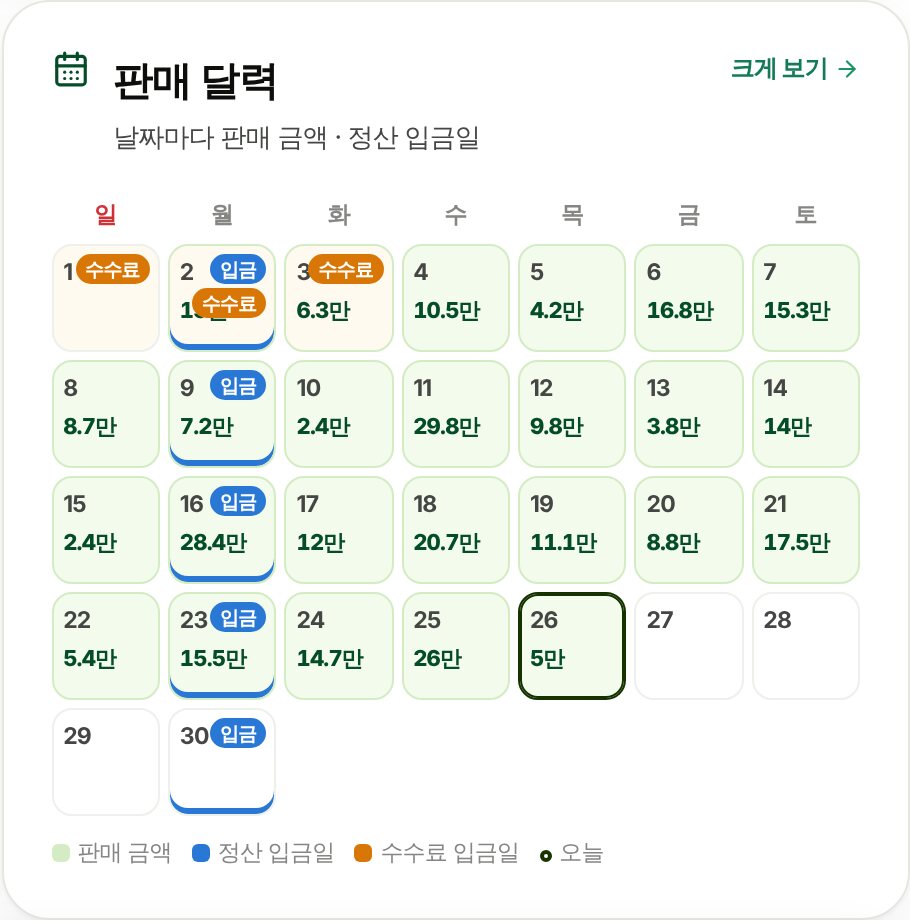 판매 달력
크게 보기 →
날짜마다 판매 금액 · 정산 입금일
일 월 화 수 목 금 토
1 수수료 2 입금 3 수수료 4 5 6 7
수수료
6.3만 10.5만 4.2만 16.8만 15.3만
8 9 입금 10 11 12 13 14
8.7만 7.2만 2.4만 29.8만 9.8만 3.8만 14만
15 16 입금 17 18 19 20 21
2.4만 28.4만 12만 20.7만 11.1만 8.8만 17.5만
22 23 입금 24 25 26 27 28
5.4만 15.5만 14.7만 26만 5만
29 30 입금
판매 금액 정산 입금일 수수료 입금일 오늘